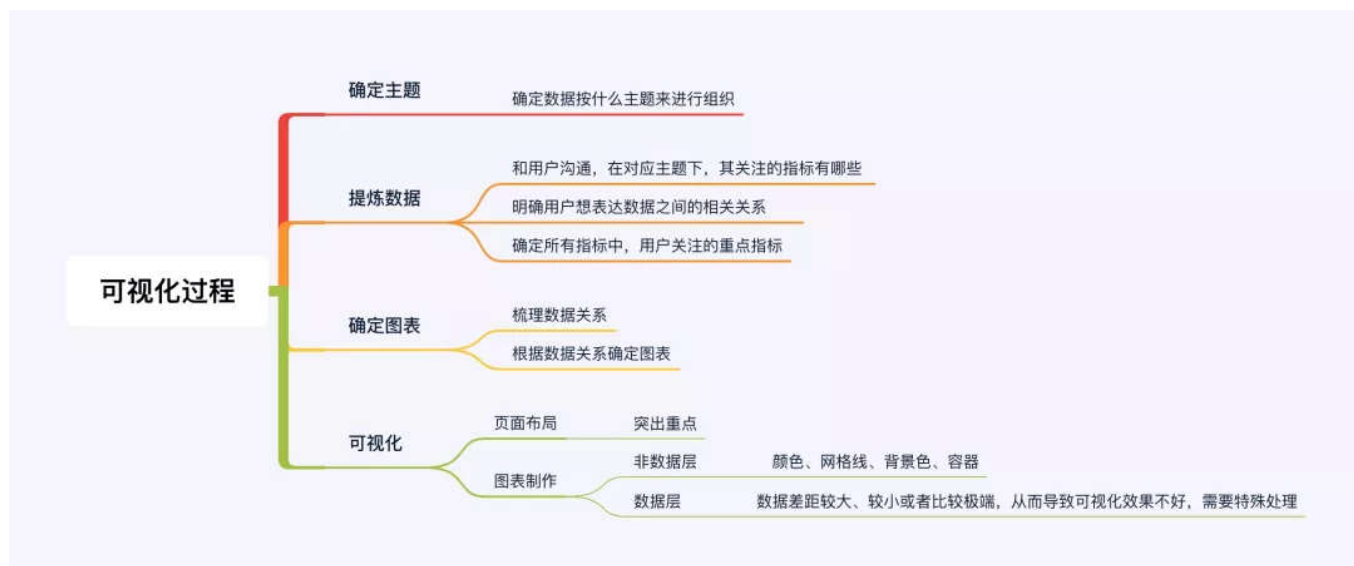 可视化过程
确定主题
确定数据按什么主题来进行组织
提炼数据
和用户沟通，在对应主题下，其关注的指标有哪些
明确用户想表达数据之间的相关关系
确定所有指标中，用户关注的重点指标
确定图表
梳理数据关系
根据数据关系确定图表
可视化
页面布局
突出重点
图表制作
非数据层
颜色、网格线、背景色、容器
数据层
数据差距较大、较小或者比较极端，从而导致可视化效果不好，需要特殊处理